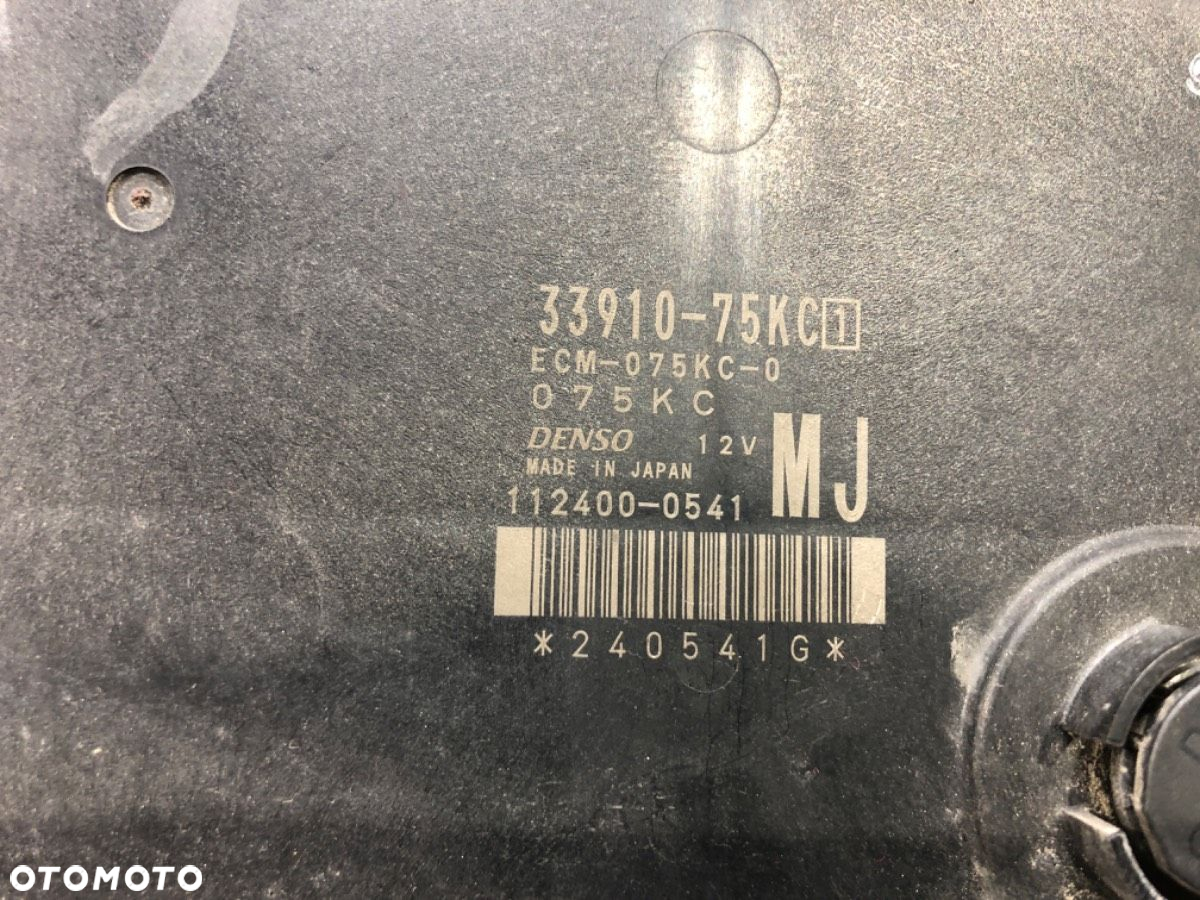 33910-75KC1
ECM-075KC-0
075KC
DENSO 12V MJ
MADE IN JAPAN
112400-0541
*240541G*
OTOMOTO